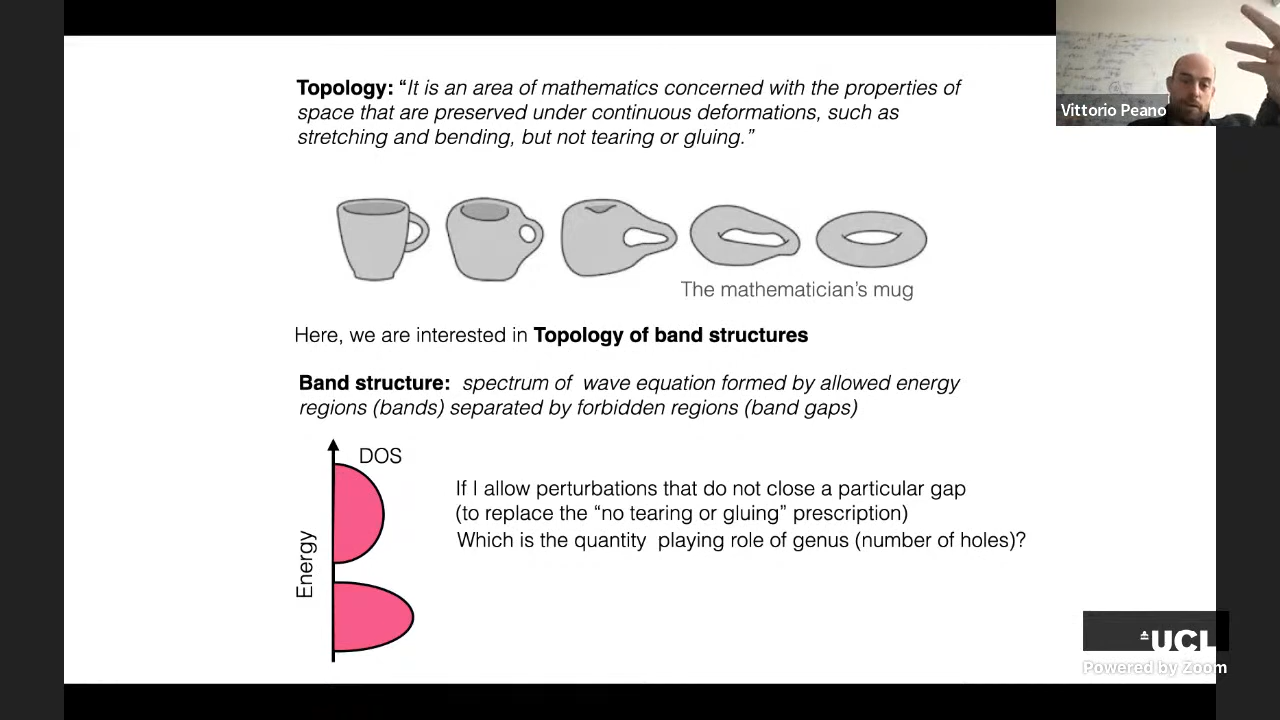 Topology: “It is an area of mathematics concerned with the properties of
space that are preserved under continuous deformations, such as
stretching and bending, but not tearing or gluing.”
Vittorio Peano
The mathematician’s mug
Here, we are interested in Topology of band structures
Band structure: spectrum of wave equation formed by allowed energy
regions (bands) separated by forbidden regions (band gaps)
DOS
Energy
If I allow perturbations that do not close a particular gap
(to replace the “no tearing or gluing” prescription)
Which is the quantity playing role of genus (number of holes)?
UCL
Powered by Zoom